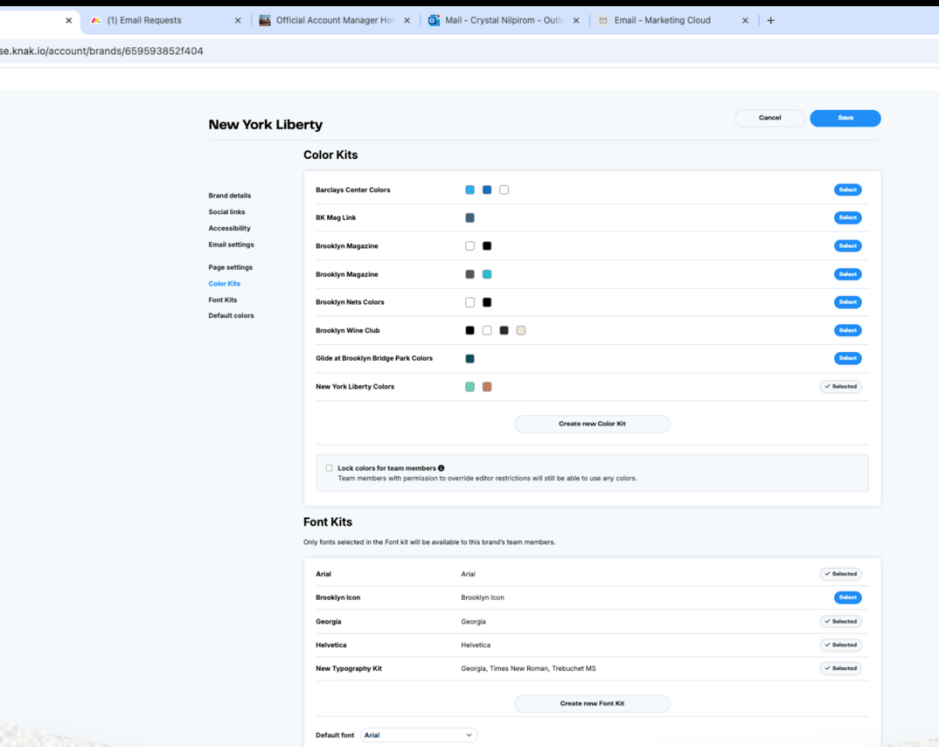 (1) Email Requests
Official Account Manager Ho
Mail - Crystal Nilpirom - Outlo
Email - Marketing Cloud
se.knak.io/account/brands/659593852f404
New York Liberty
Cancel
Save
Color Kits
Brand details
Social links
Accessibility
Email settings
Page settings
Color Kits
Font Kits
Default colors
Barclays Center Colors Select
BK Mag Link Select
Brooklyn Magazine Select
Brooklyn Magazine Select
Brooklyn Nets Colors Select
Brooklyn Wine Club Select
Glide at Brooklyn Bridge Park Colors Select
New York Liberty Colors ✓ Selected
Create new Color Kit
Lock colors for team members
Team members with permission to override editor restrictions will still be able to use any colors.
Font Kits
Only fonts selected in the Font kit will be available to this brand's team members.
Arial Arial ✓ Selected
Brooklyn Icon Brooklyn Icon Select
Georgia Georgia ✓ Selected
Helvetica Helvetica ✓ Selected
New Typography Kit Georgia, Times New Roman, Trebuchet MS ✓ Selected
Create new Font Kit
Default font Arial